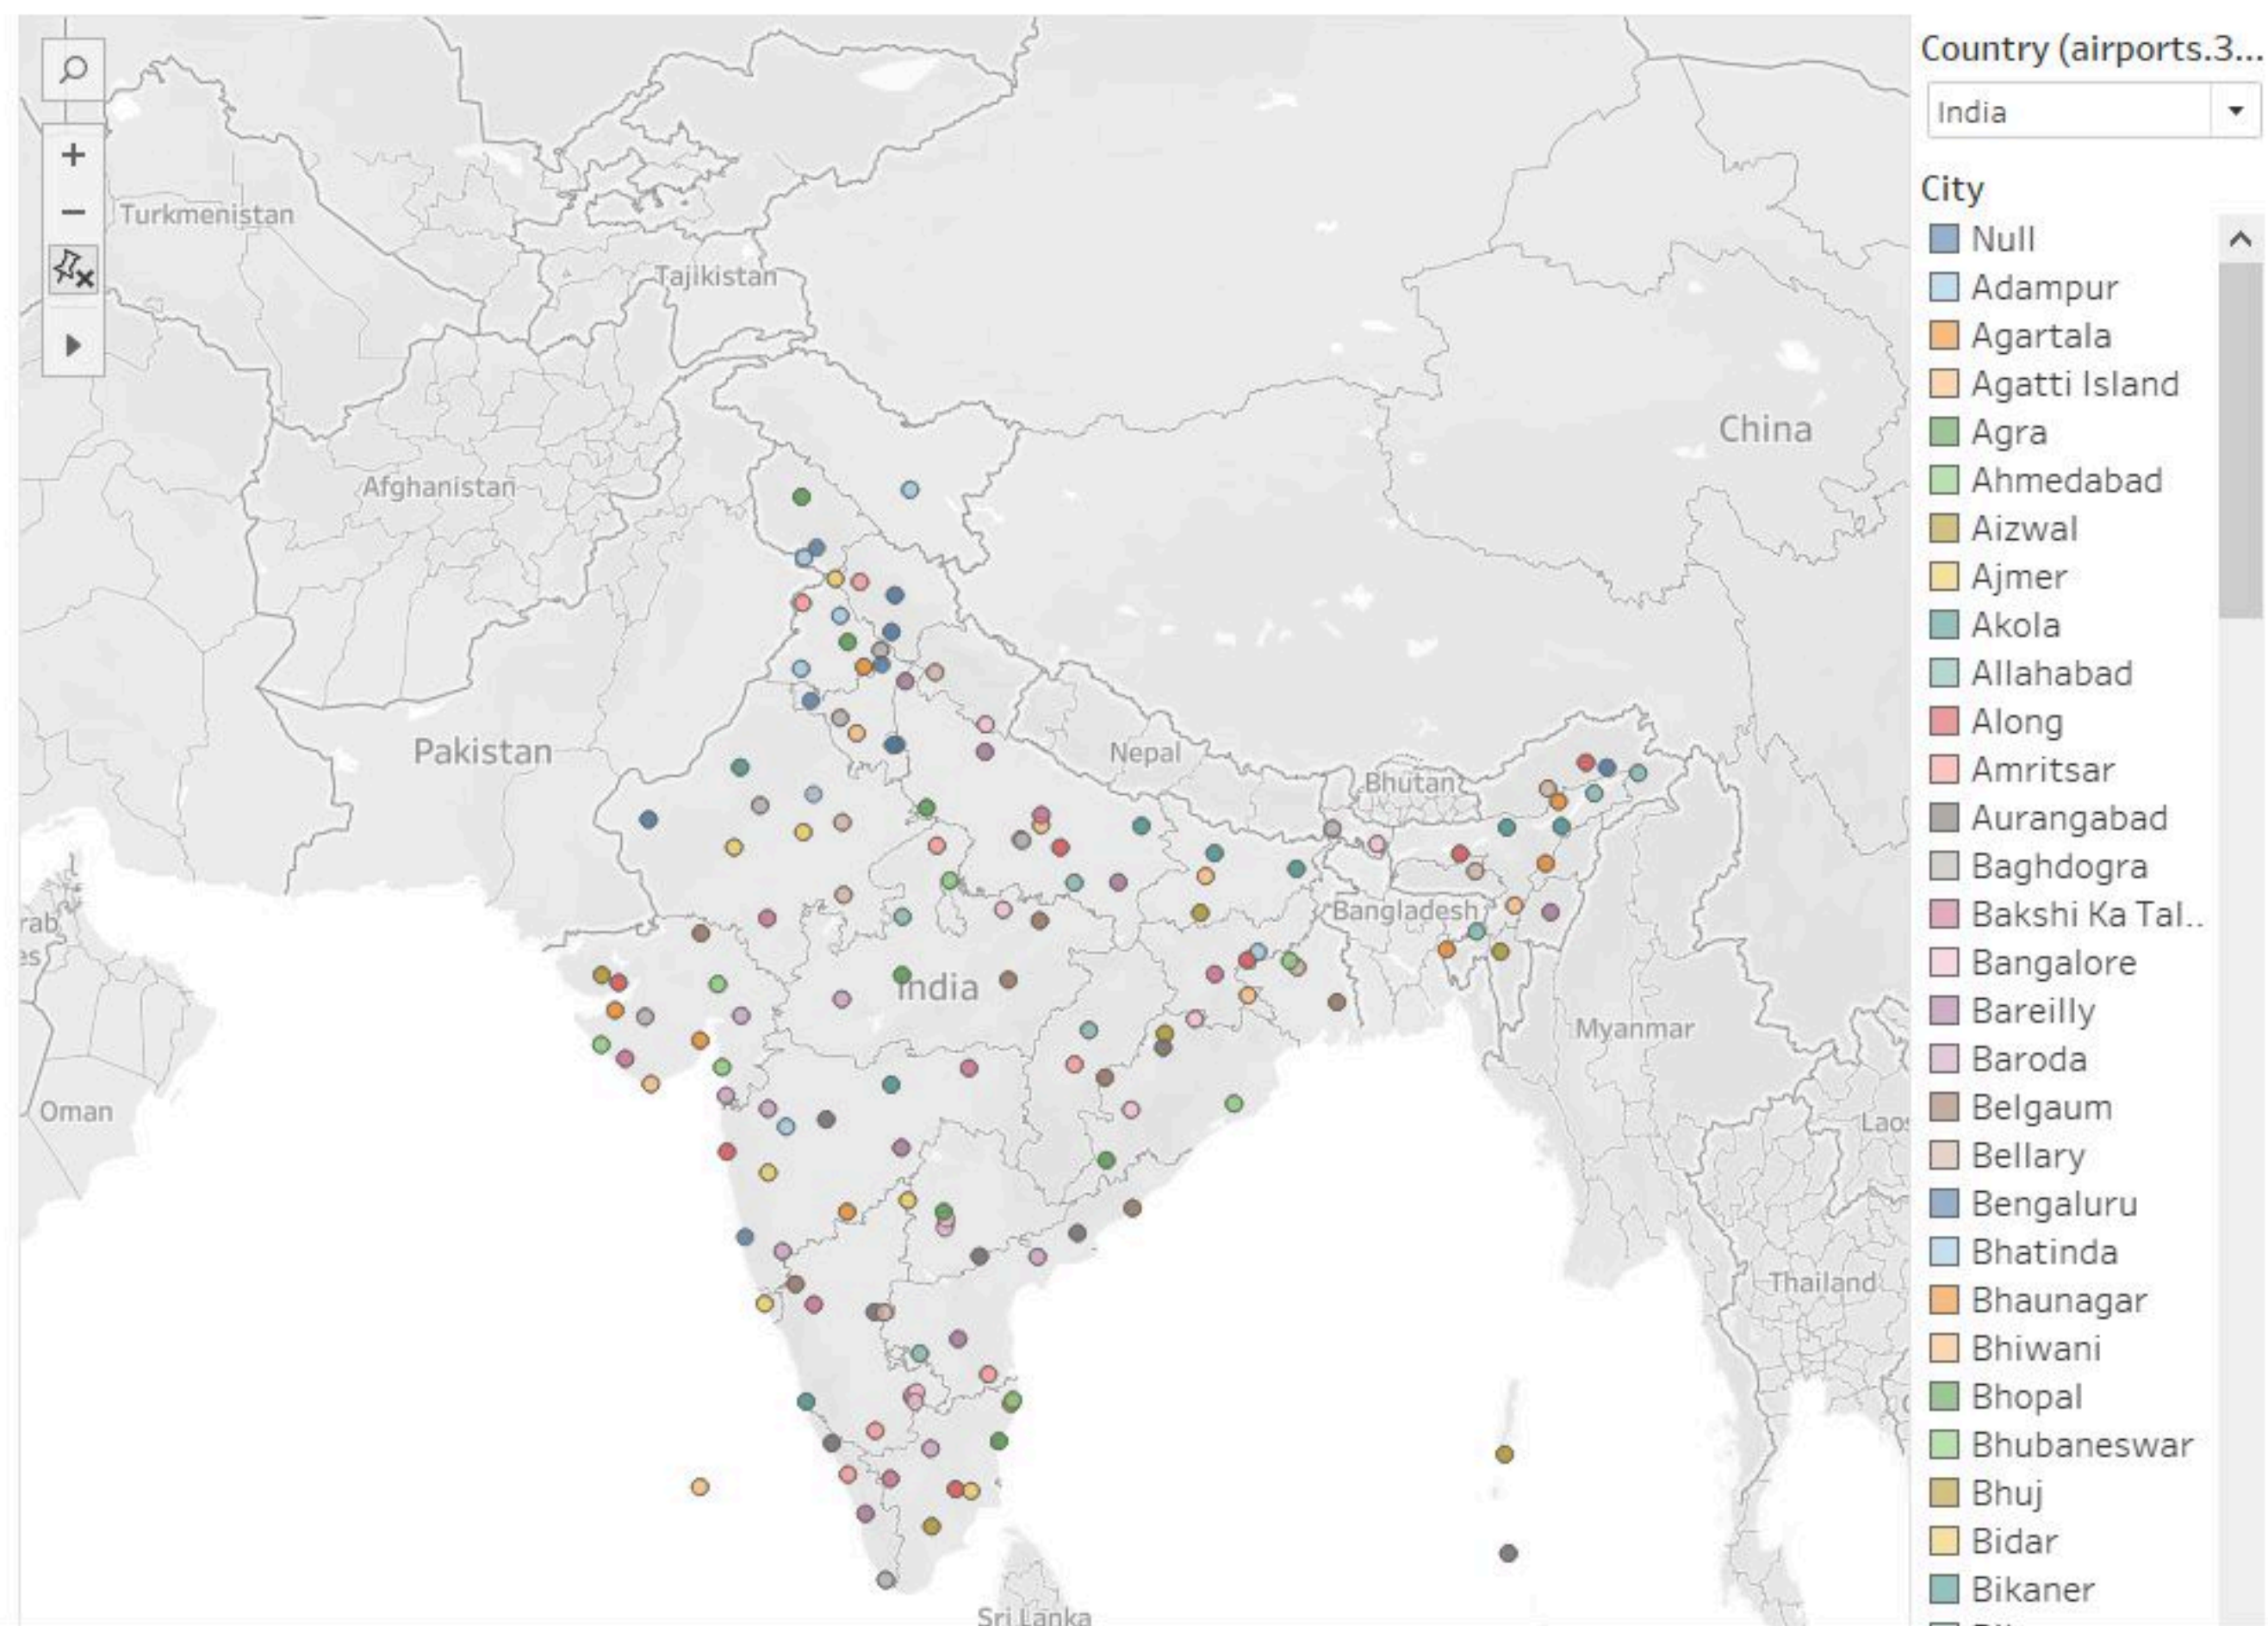 Country (airports.3...
India
City
Null
Adampur
Agartala
Agatti Island
Agra
Ahmedabad
Aizwal
Ajmer
Akola
Allahabad
Along
Amritsar
Aurangabad
Baghdogra
Bakshi Ka Tal..
Bangalore
Bareilly
Baroda
Belgaum
Bellary
Bengaluru
Bhatinda
Bhaunagar
Bhiwani
Bhopal
Bhubaneswar
Bhuj
Bidar
Bikaner
Turkmenistan
Tajikistan
China
Afghanistan
Pakistan
Nepal
Bhutan
Bangladesh
rab
es
India
Myanmar
Oman
Laos
Thailand
Sri Lanka